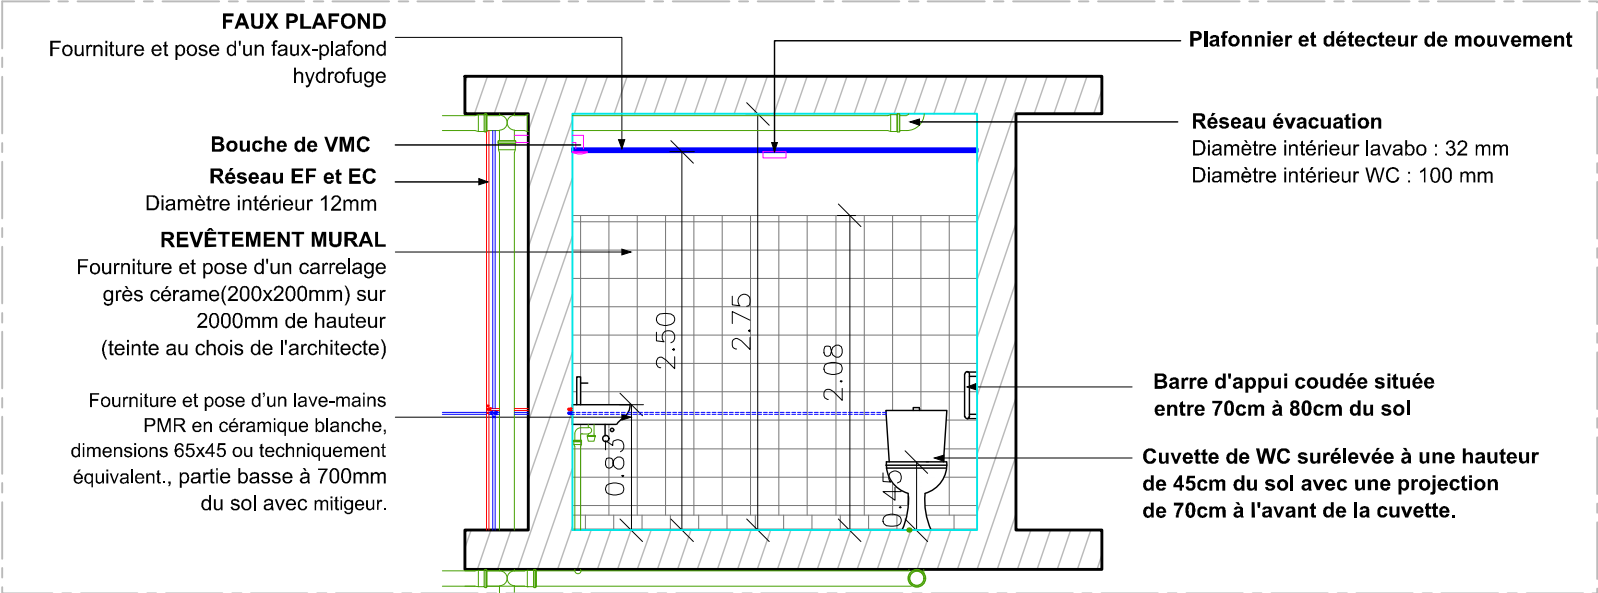 FAUX PLAFOND
Fourniture et pose d'un faux-plafond
hydrofuge
Bouche de VMC
Réseau EF et EC
Diamètre intérieur 12mm
REVÊTEMENT MURAL
Fourniture et pose d'un carrelage
grès cérame(200x200mm) sur
2000mm de hauteur
(teinte au chois de l'architecte)
Fourniture et pose d'un lave-mains
PMR en céramique blanche,
dimensions 65x45 ou techniquement
équivalent., partie basse à 700mm
du sol avec mitigeur.
0.83
2.50
2.75
2.08
0.45
Plafonnier et détecteur de mouvement
Réseau évacuation
Diamètre intérieur lavabo : 32 mm
Diamètre intérieur WC : 100 mm
Barre d'appui coudée située
entre 70cm à 80cm du sol
Cuvette de WC surélevée à une hauteur
de 45cm du sol avec une projection
de 70cm à l'avant de la cuvette.